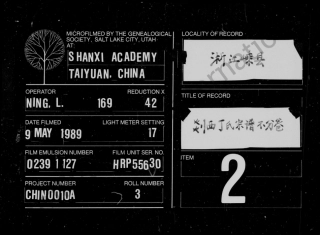 MICROFILMED BY THE GENEALOGICAL
SOCIETY, SALT LAKE CITY, UTAH
AT:
SHANXI ACADEMY
TAIYUAN, CHINA
OPERATOR
REDUCTION X
NING, L.
169
42
DATE FILMED
LIGHT METER SETTING
9 MAY 1989
17
FILM EMULSION NUMBER
FILM UNIT SER. NO.
0239 1127
HRP55630
PROJECT NUMBER
ROLL NUMBER
CHIN0010A
3
LOCALITY OF RECORD
浙江嵊县
TITLE OF RECORD
剡西丁氏宗谱不分卷
ITEM
2